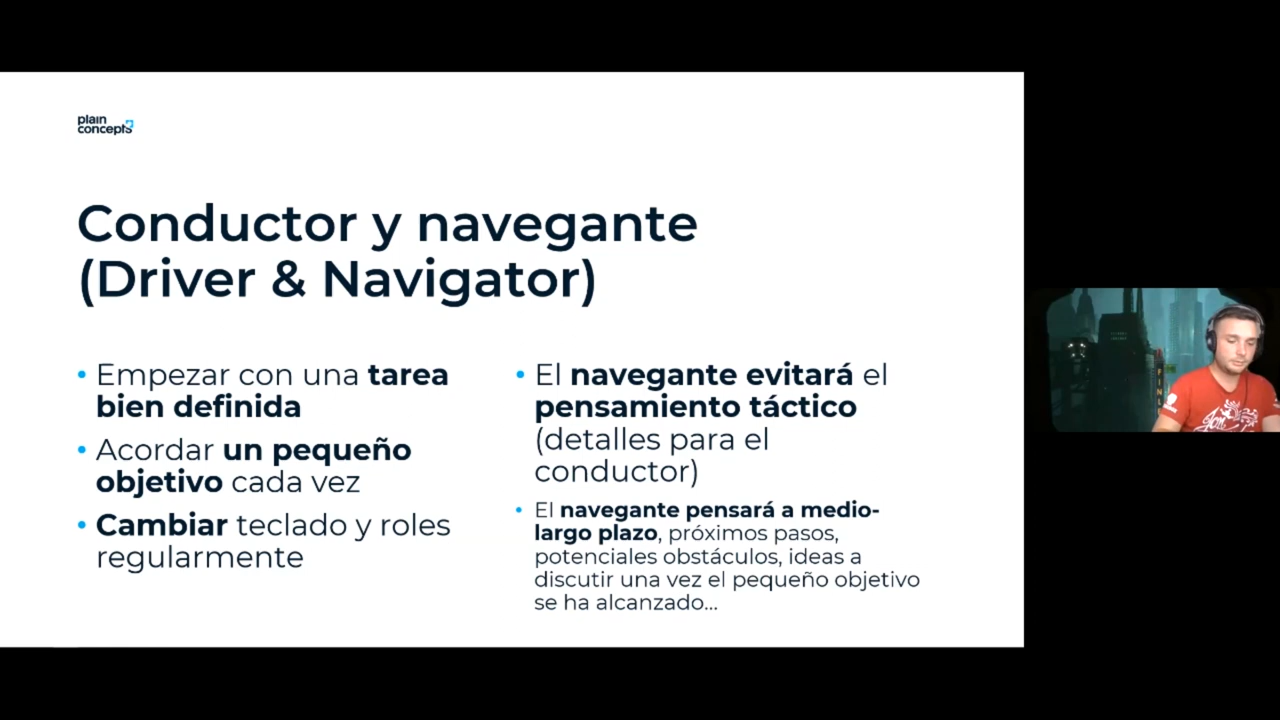 plain
concepts
Conductor y navegante
(Driver & Navigator)
• Empezar con una tarea
bien definida
• Acordar un pequeño
objetivo cada vez
• Cambiar teclado y roles
regularmente
• El navegante evitará el
pensamiento táctico
(detalles para el
conductor)
• El navegante pensará a medio-
largo plazo, próximos pasos,
potenciales obstáculos, ideas a
discutir una vez el pequeño objetivo
se ha alcanzado...